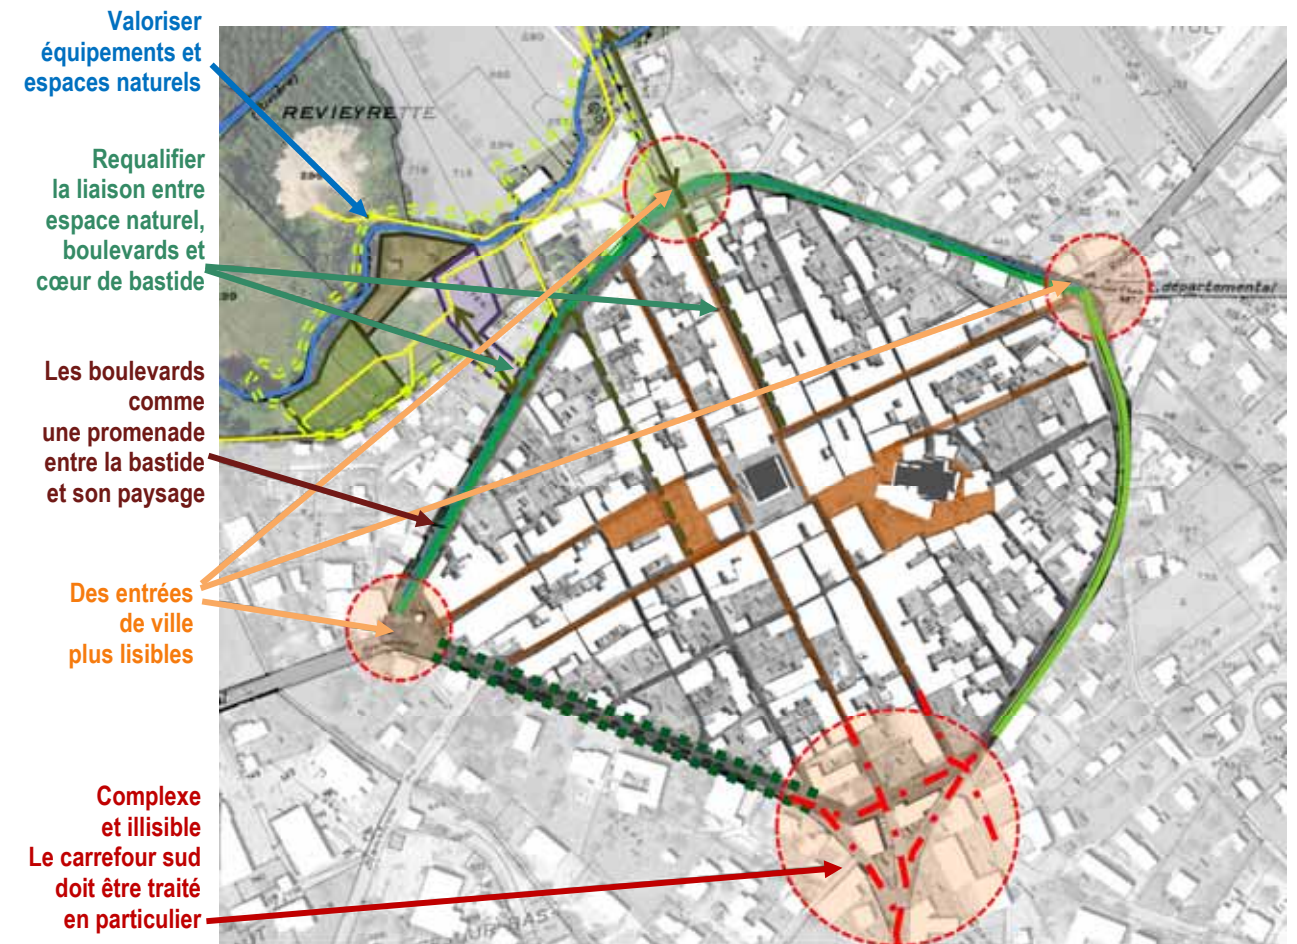 Valoriser
équipements et
espaces naturels
Requalifier
la liaison entre
espace naturel,
boulevards et
cœur de bastide
Les boulevards
comme
une promenade
entre la bastide
et son paysage
Des entrées
de ville
plus lisibles
Complexe
et illisible
Le carrefour sud
doit être traité
en particulier
REVIEYRETTE
départemental